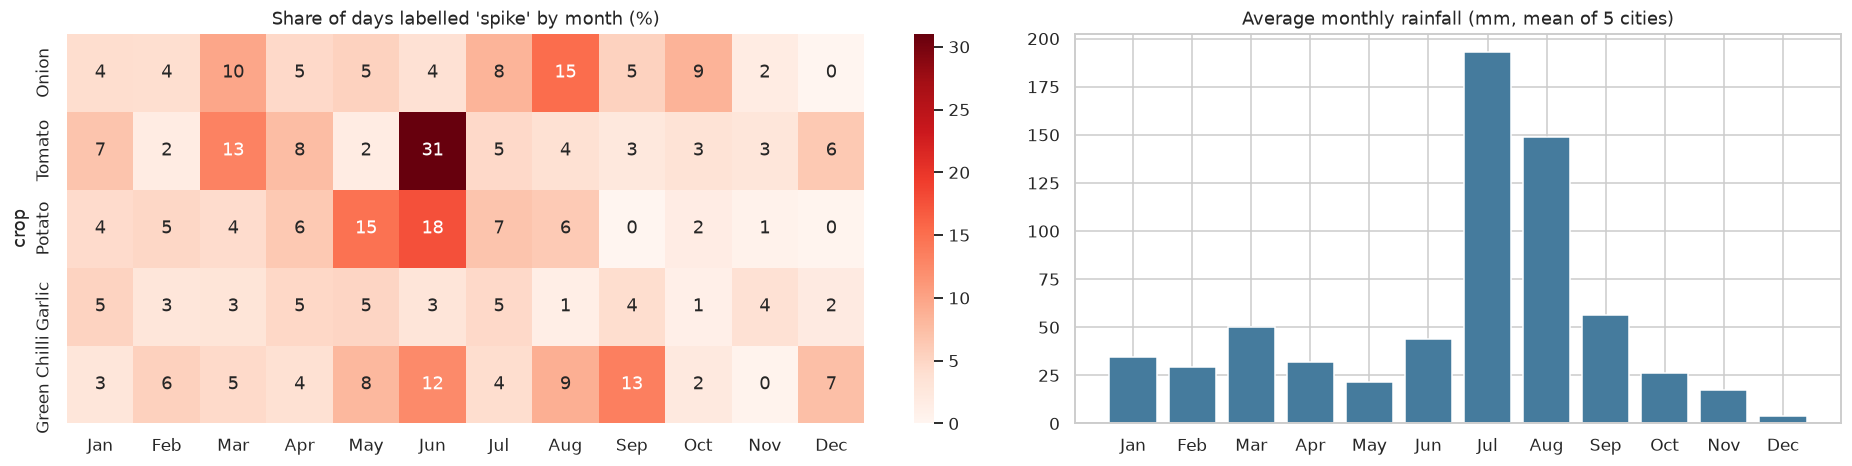 Share of days labelled 'spike' by month (%)
crop
Onion 4 4 10 5 5 4 8 15 5 9 2 0
Tomato 7 2 13 8 2 31 5 4 3 3 3 6
Potato 4 5 4 6 15 18 7 6 0 2 1 0
Garlic 5 3 3 5 5 3 5 1 4 1 4 2
Green Chilli 3 6 5 4 8 12 4 9 13 2 0 7
Jan Feb Mar Apr May Jun Jul Aug Sep Oct Nov Dec
30
25
20
15
10
5
0
Average monthly rainfall (mm, mean of 5 cities)
200
175
150
125
100
75
50
25
0
Jan Feb Mar Apr May Jun Jul Aug Sep Oct Nov Dec